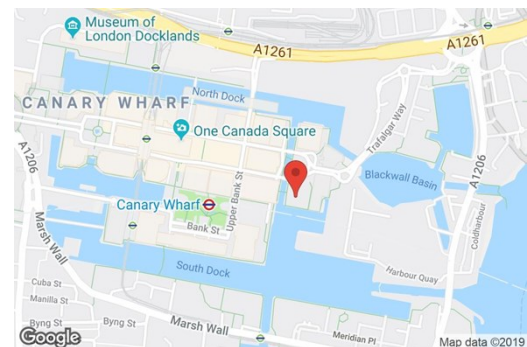 Museum of
London Docklands
A1261
A1261
North Dock
CANARY WHARF
One Canada Square
Trafalgar Way
A1206
A1206
Blackwall Basin
Upper Bank St
Canary Wharf
Bank St
Coldharbour
Marsh Wall
South Dock
Harbour Quay
Cuba St
Manilla St
Byng St
Byng St
Marsh Wall
Meridian Pl
Google
Map data ©2019